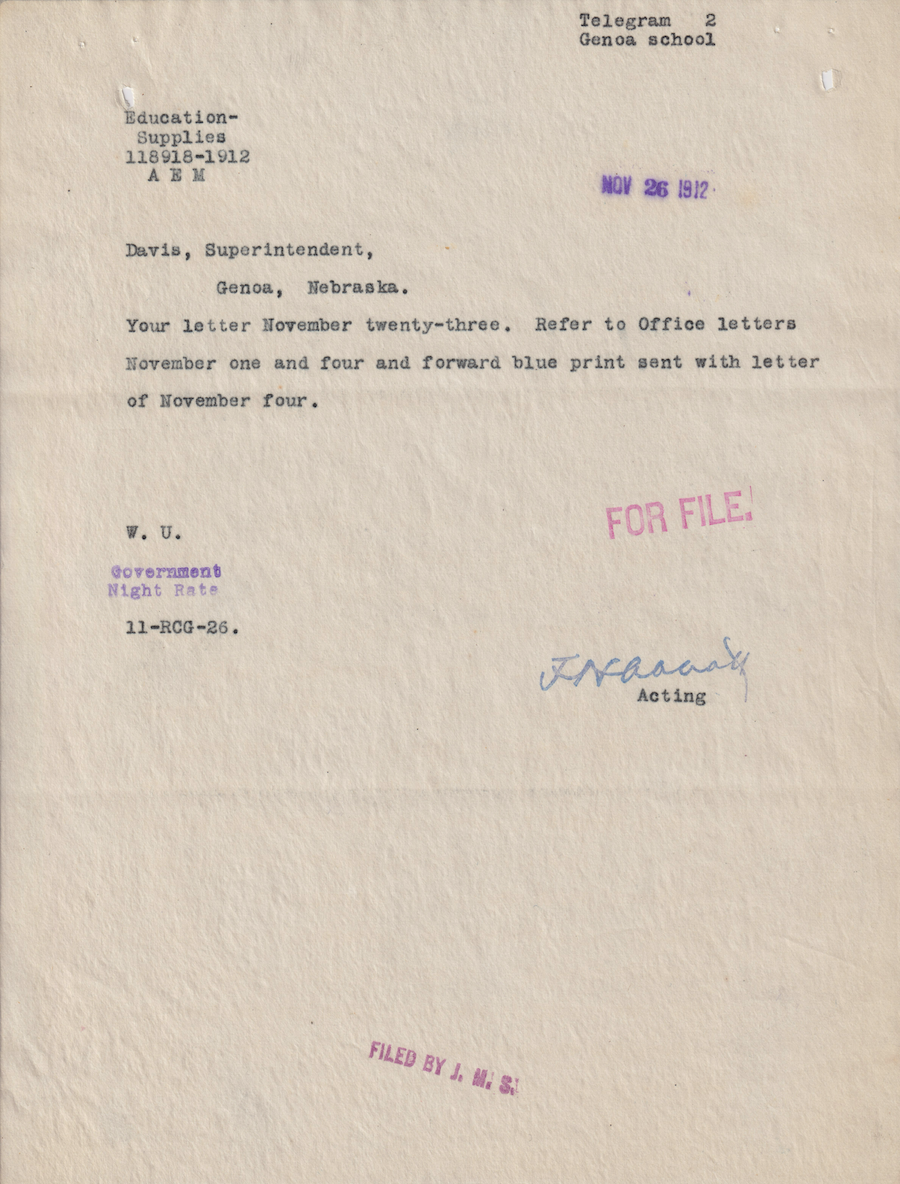 Telegram 2
Genoa school
Education-
Supplies
118918-1912
A E M
NOV 26 1912
Davis, Superintendent,
Genoa, Nebraska.
Your letter November twenty-three. Refer to Office letters
November one and four and forward blue print sent with letter
of November four.
FOR FILE.
W. U.
Government
Night Rate
11-RCG-26.
Acting
FILED BY J. M. S.